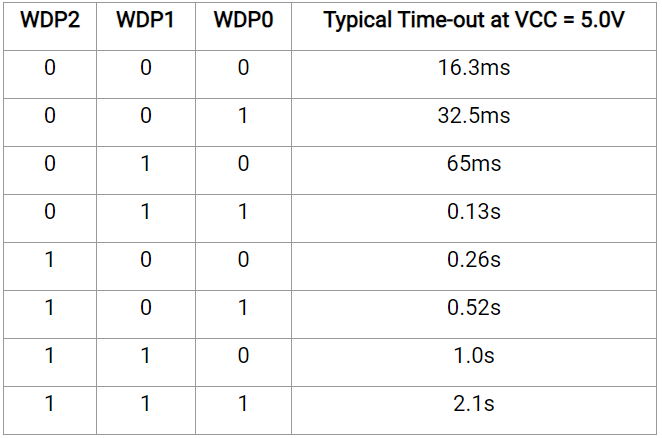 WDP2 WDP1 WDP0 Typical Time-out at VCC = 5.0V
0 0 0 16.3ms
0 0 1 32.5ms
0 1 0 65ms
0 1 1 0.13s
1 0 0 0.26s
1 0 1 0.52s
1 1 0 1.0s
1 1 1 2.1s